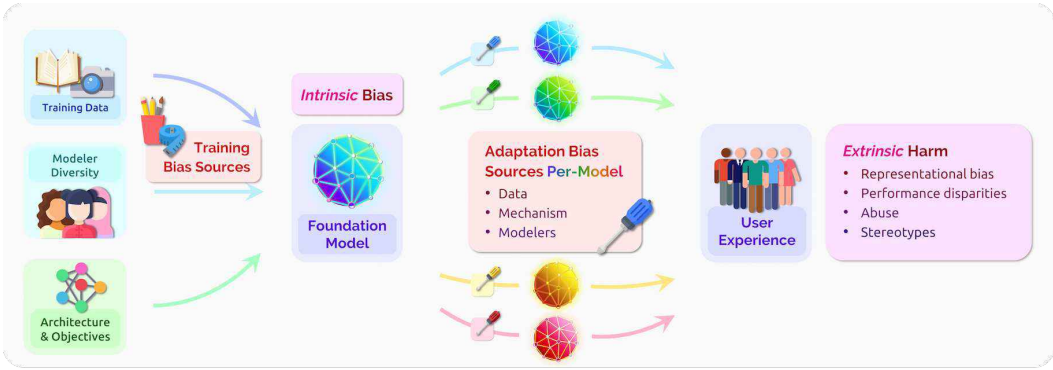 Training Data
Modeler
Diversity
Architecture
& Objectives
Training
Bias Sources
Intrinsic Bias
Foundation
Model
Adaptation Bias
Sources Per-Model
• Data
• Mechanism
• Modelers
User
Experience
Extrinsic Harm
• Representational bias
• Performance disparities
• Abuse
• Stereotypes